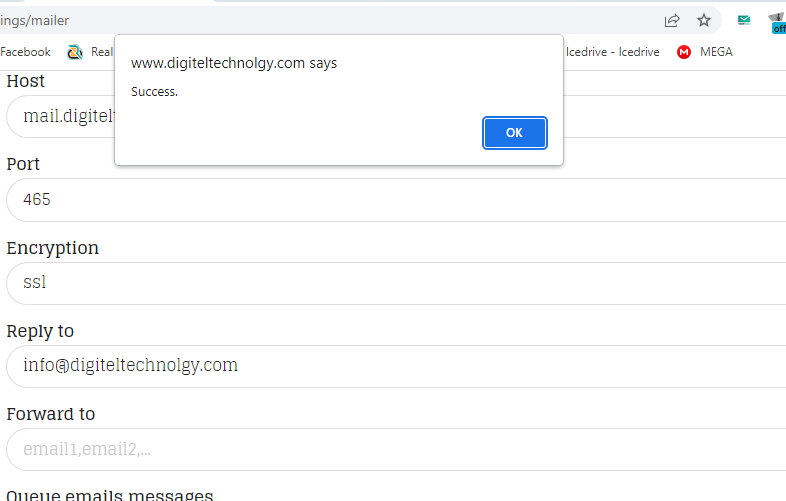 ings/mailer
off
Facebook
Real
Icedrive - Icedrive
M
MEGA
www.digiteltechnolgy.com says
Success.
OK
Host
mail.digitelt
Port
465
Encryption
ssl
Reply to
info@digiteltechnolgy.com
Forward to
email1,email2,...
Queue emails messages